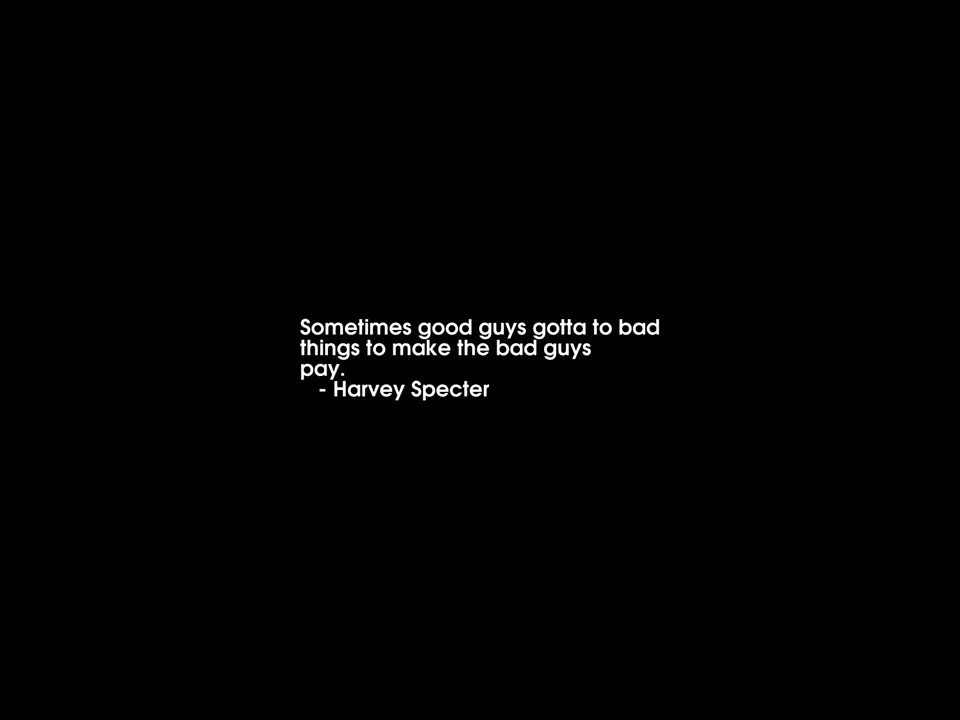 Sometimes good guys gotta to bad
things to make the bad guys
pay.
- Harvey Specter